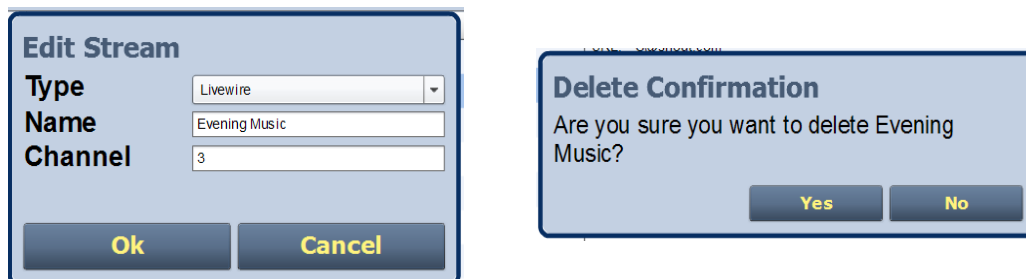 Edit Stream
Type
Livewire
Name
Evening Music
Channel
3
Ok
Cancel
Delete Confirmation
Are you sure you want to delete Evening
Music?
Yes
No